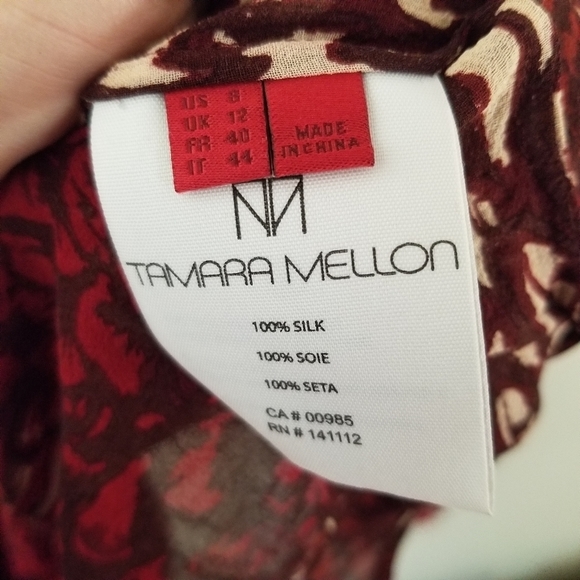 US 8
UK 12
FR 40
IT 44
MADE
IN CHINA
TAMARA MELLON
100% SILK
100% SOIE
100% SETA
CA # 00985
RN # 141112